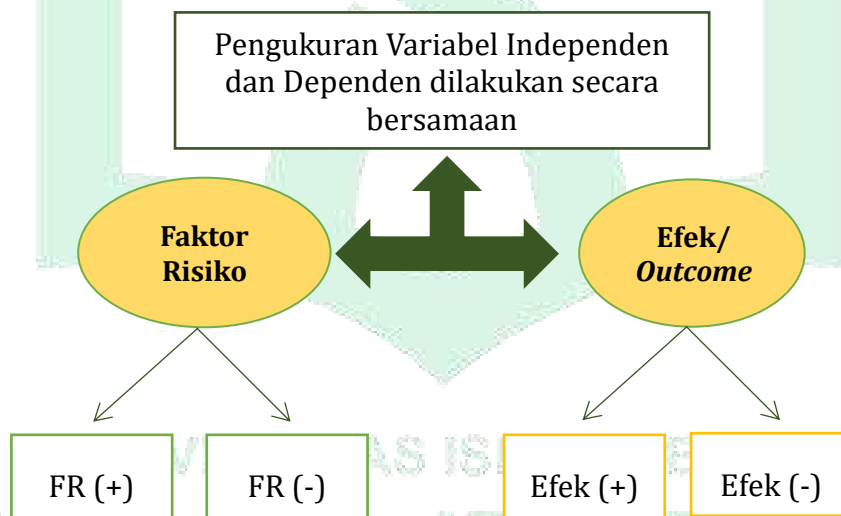 Pengukuran Variabel Independen
dan Dependen dilakukan secara
bersamaan
Faktor
Risiko
Efek/
Outcome
FR (+)
FR (-)
Efek (+)
Efek (-)